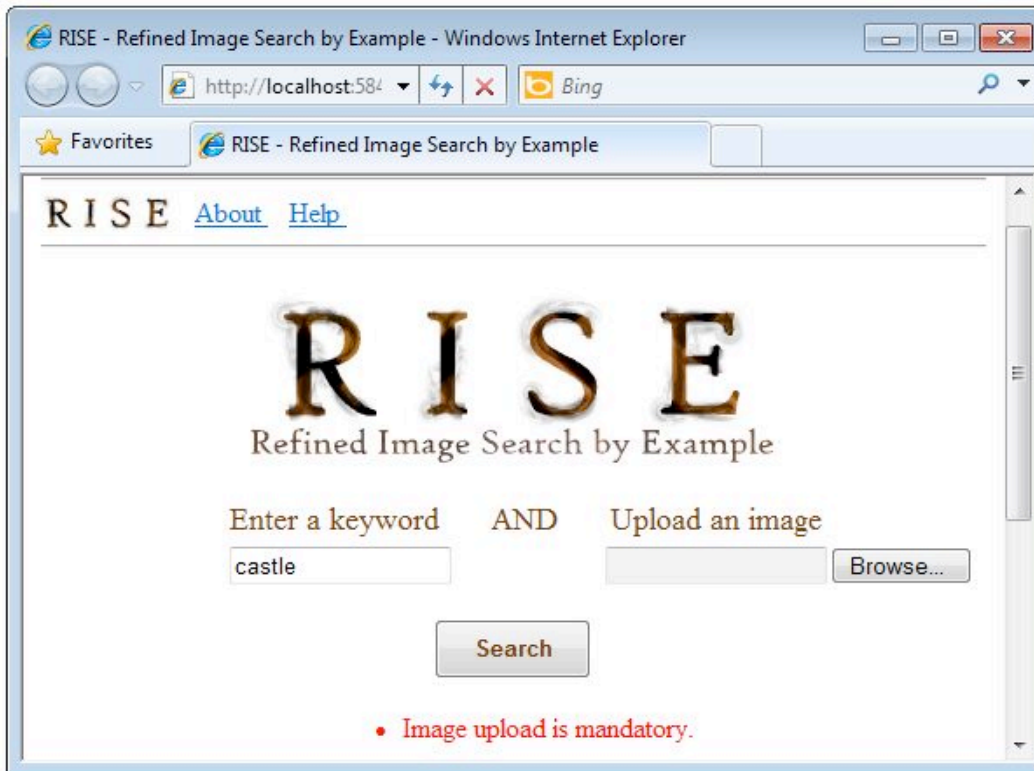 RISE - Refined Image Search by Example - Windows Internet Explorer
http://localhost:584 Bing
Favorites RISE - Refined Image Search by Example
R I S E About Help
R I S E
Refined Image Search by Example
Enter a keyword AND Upload an image
castle Browse...
Search
• Image upload is mandatory.